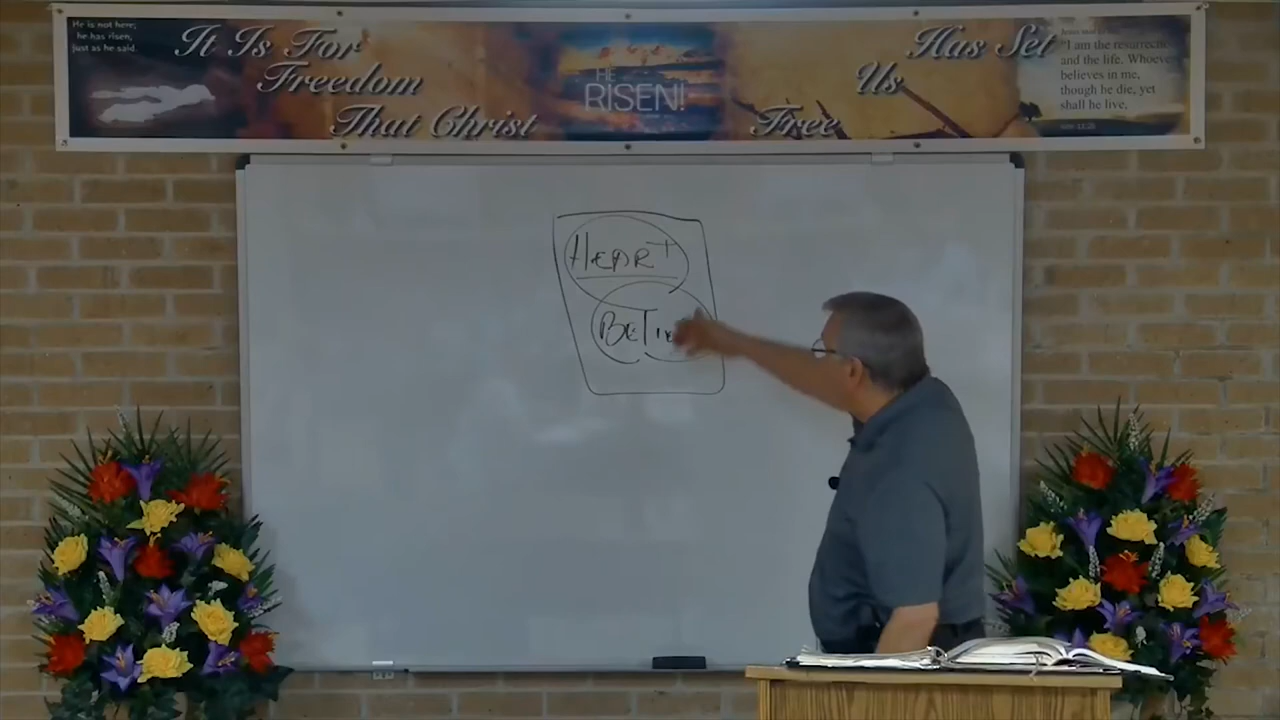 He is not here;
he has risen,
just as he said.
It Is For
Freedom
That Christ
HE
RISEN!
Has Set
Us
Free
"I am the resurrection
and the life. Whoever
believes in me,
though he die, yet
shall he live,
HEART